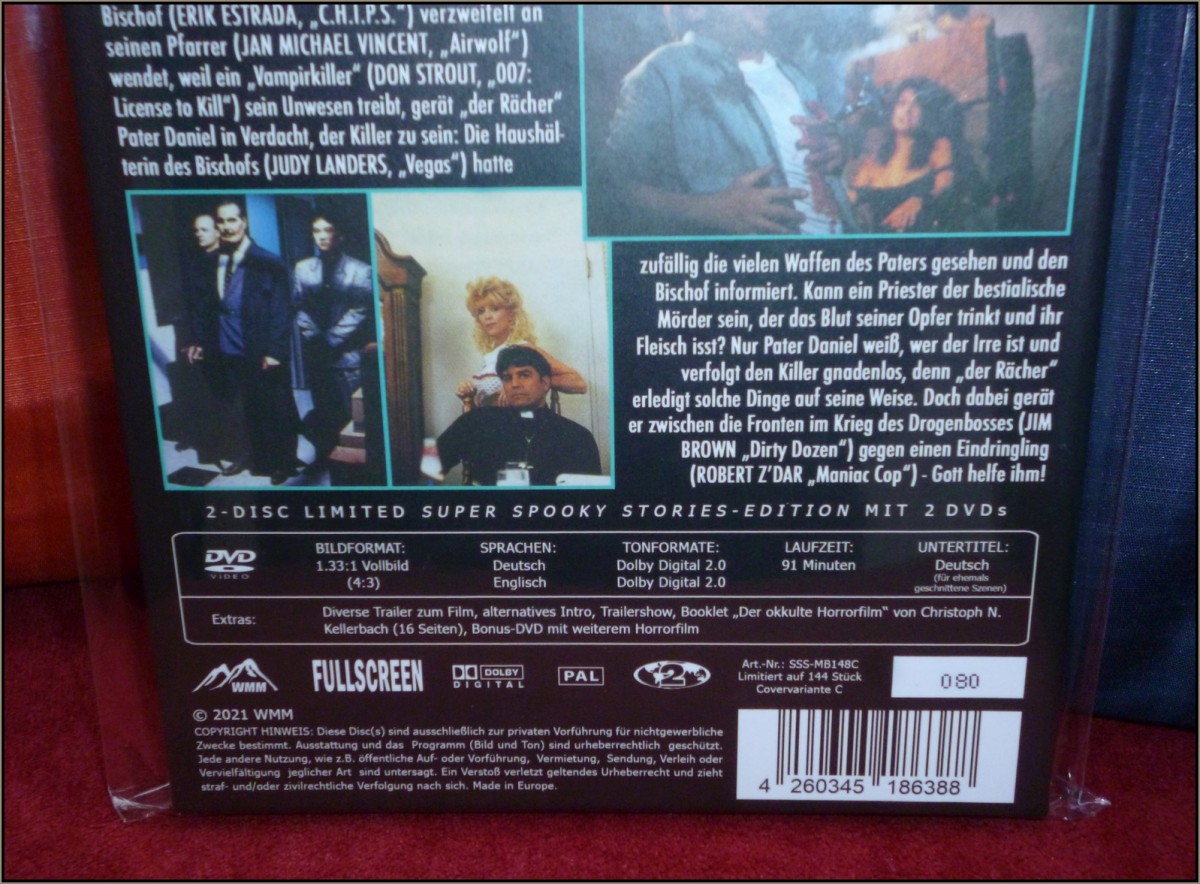 Bischof (ERIK ESTRADA, „C.H.I.P.S.“) verzweifelt an
seinen Pfarrer (JAN MICHAEL VINCENT, „Airwolf“)
wendet, weil ein „Vampirkiller“ (DON STROUT, „007:
License to Kill“) sein Unwesen treibt, gerät „der Rächer“
Pater Daniel in Verdacht, der Killer zu sein: Die Haushäl-
terin des Bischofs (JUDY LANDERS, „Vegas“) hatte
zufällig die vielen Waffen des Paters gesehen und den
Bischof informiert. Kann ein Priester der bestialische
Mörder sein, der das Blut seiner Opfer trinkt und ihr
Fleisch isst? Nur Pater Daniel weiß, wer der Irre ist und
verfolgt den Killer gnadenlos, denn „der Rächer“
erledigt solche Dinge auf seine Weise. Doch dabei gerät
er zwischen die Fronten im Krieg des Drogenbosses (JIM
BROWN „Dirty Dozen“) gegen einen Eindringling
(ROBERT Z'DAR „Maniac Cop“) - Gott helfe ihm!
2-DISC LIMITED SUPER SPOOKY STORIES-EDITION MIT 2 DVDs
DVD VIDEO
BILDFORMAT:
1.33:1 Vollbild
(4:3)
SPRACHEN:
Deutsch
Englisch
TONFORMATE:
Dolby Digital 2.0
Dolby Digital 2.0
LAUFZEIT:
91 Minuten
UNTERTITEL:
Deutsch
(für ehemals
geschnittene Szenen)
Extras:
Diverse Trailer zum Film, alternatives Intro, Trailershow, Booklet „Der okkulte Horrorfilm“ von Christoph N.
Kellerbach (16 Seiten), Bonus-DVD mit weiterem Horrorfilm
WMM
FULLSCREEN
DOLBY
DIGITAL
PAL
2
Art.-Nr.: SSS-MB148C
Limitiert auf 144 Stück
Covervariante C
080
© 2021 WMM
COPYRIGHT HINWEIS: Diese Disc(s) sind ausschließlich zur privaten Vorführung für nichtgewerbliche
Zwecke bestimmt. Ausstattung und das Programm (Bild und Ton) sind urheberrechtlich geschützt.
Jede andere Nutzung, wie z.B. öffentliche Auf- oder Vorführung, Vermietung, Sendung, Verleih oder
Vervielfältigung jeglicher Art sind untersagt. Ein Verstoß verletzt geltendes Urheberrecht und zieht
straf- und/oder zivilrechtliche Verfolgung nach sich. Made in Europe.
4 260345 186388